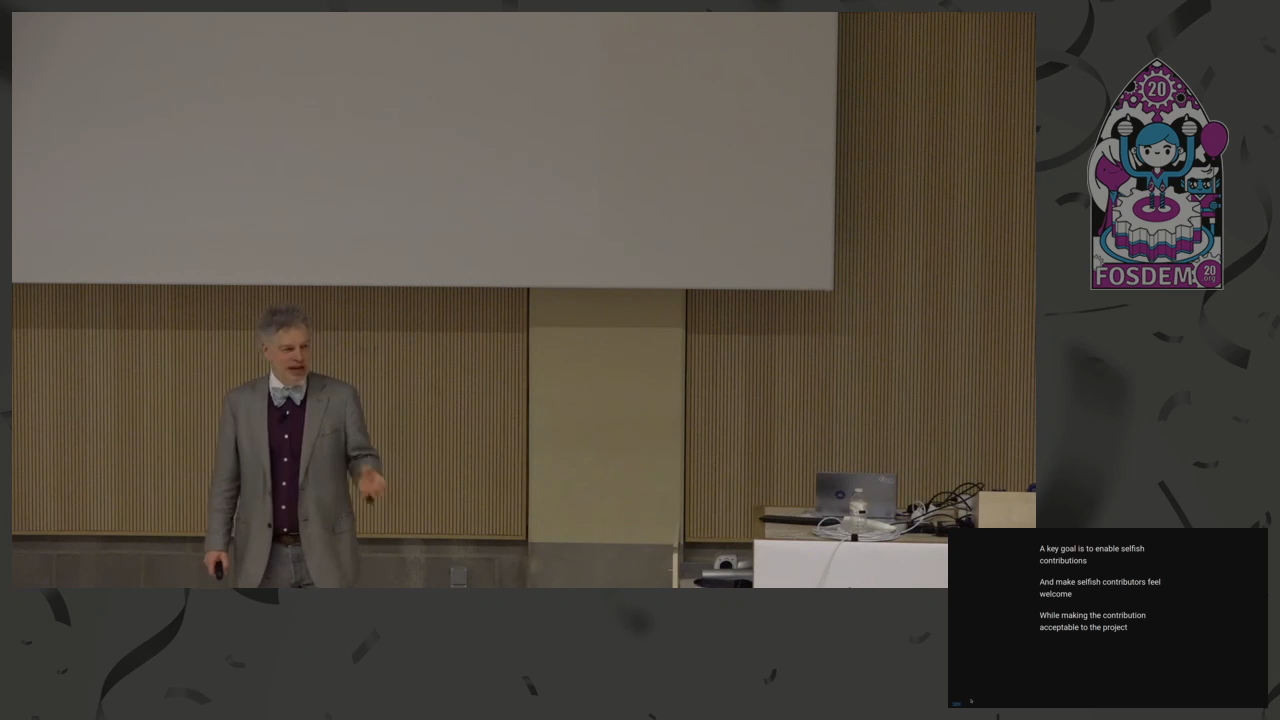 20
FOSDEM
20
org
A key goal is to enable selfish
contributions
And make selfish contributors feel
welcome
While making the contribution
acceptable to the project